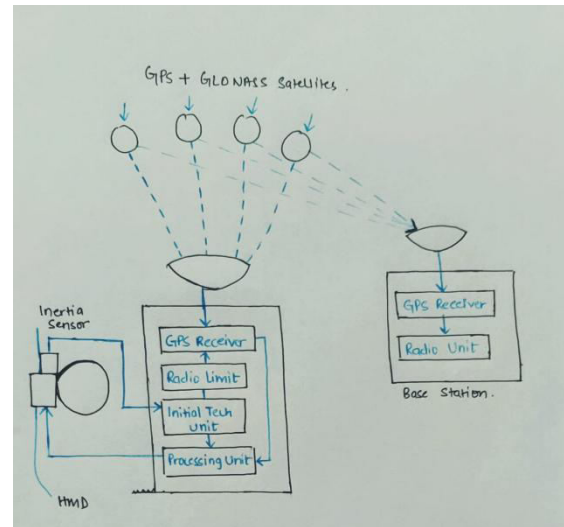 GPS + GLONASS Satellites.
Inertia
Sensor
GPS Receiver
Radio Limit
Initial Tech
unit
Processing Unit
HMD
GPS Receiver
Radio Unit
Base Station.